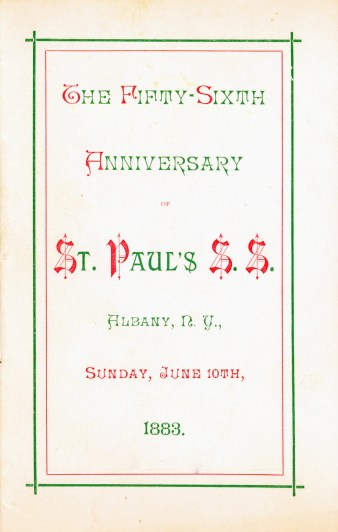 The Fifty-Sixth
Anniversary
OF
St. Paul's S. S.
Albany, N. Y.,
Sunday, June 10th,
1883.